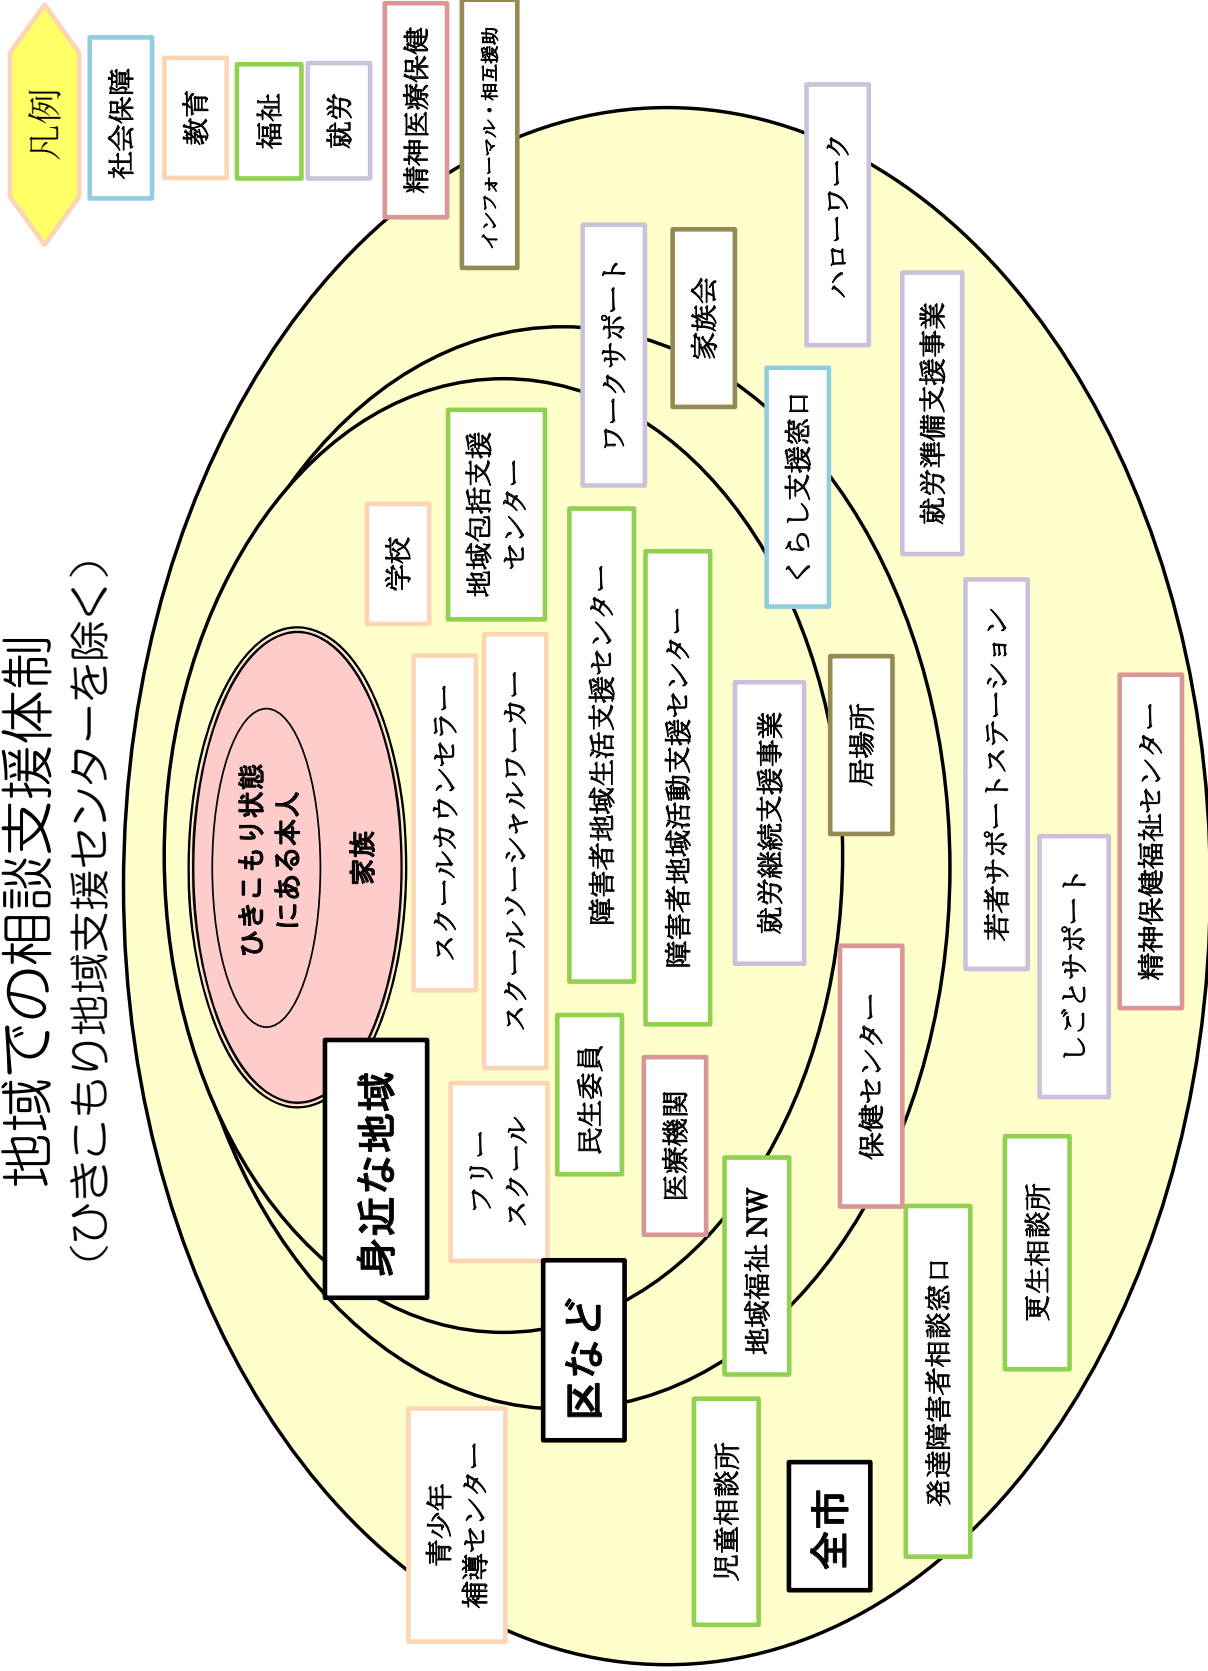 地域での相談支援体制
(ひきこもり地域支援センターを除く)
凡例
社会保障
教育
福祉
就労
精神医療保健
インフォーマル・相互援助
ひきこもり状態
にある本人
家族
身近な地域
学校
スクールカウンセラー
スクールソーシャルワーカー
フリー
スクール
地域包括支援
センター
障害者地域生活支援センター
民生委員
障害者地域活動支援センター
医療機関
就労継続支援事業
区など
ワークサポート
家族会
くらし支援窓口
居場所
保健センター
地域福祉 NW
青少年
補導センター
児童相談所
全市
ハローワーク
就労準備支援事業
若者サポートステーション
しごとサポート
精神保健福祉センター
発達障害者相談窓口
更生相談所